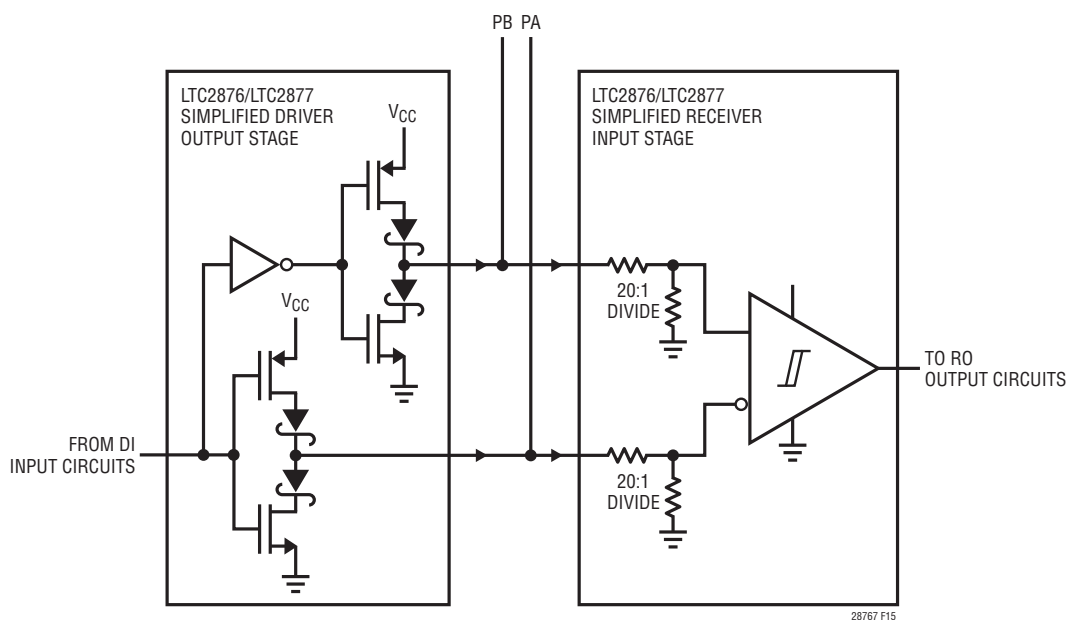 PB PA
LTC2876/LTC2877
SIMPLIFIED DRIVER
OUTPUT STAGE
VCC
LTC2876/LTC2877
SIMPLIFIED RECEIVER
INPUT STAGE
20:1
DIVIDE
VCC
TO RO
OUTPUT CIRCUITS
FROM DI
INPUT CIRCUITS
20:1
DIVIDE
28767 F15